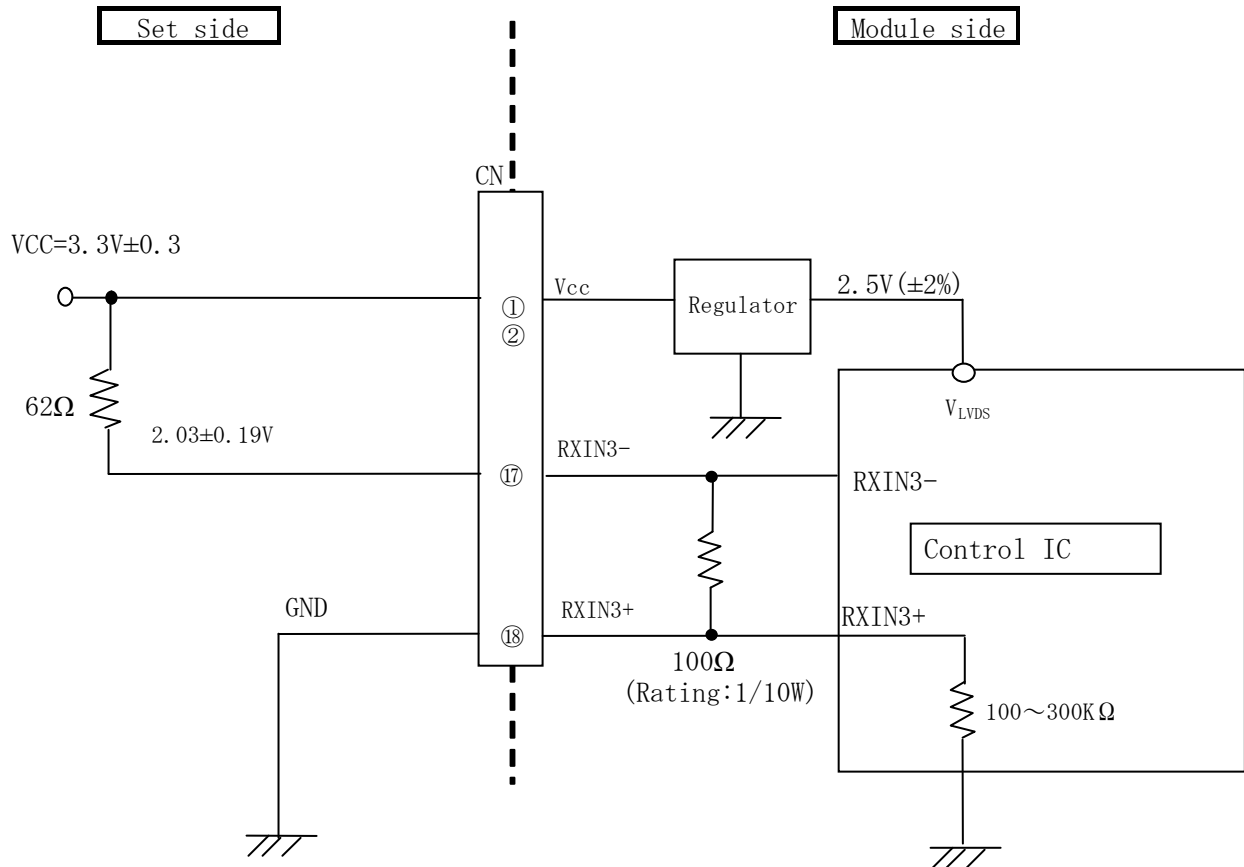 Set side
Module side
CN
VCC=3.3V±0.3
Vcc
Regulator
2.5V(±2%)
①
②
V_LVDS
62Ω
2.03±0.19V
RXIN3-
⑰
RXIN3-
Control IC
GND
RXIN3+
RXIN3+
⑱
100Ω
(Rating:1/10W)
100～300KΩ